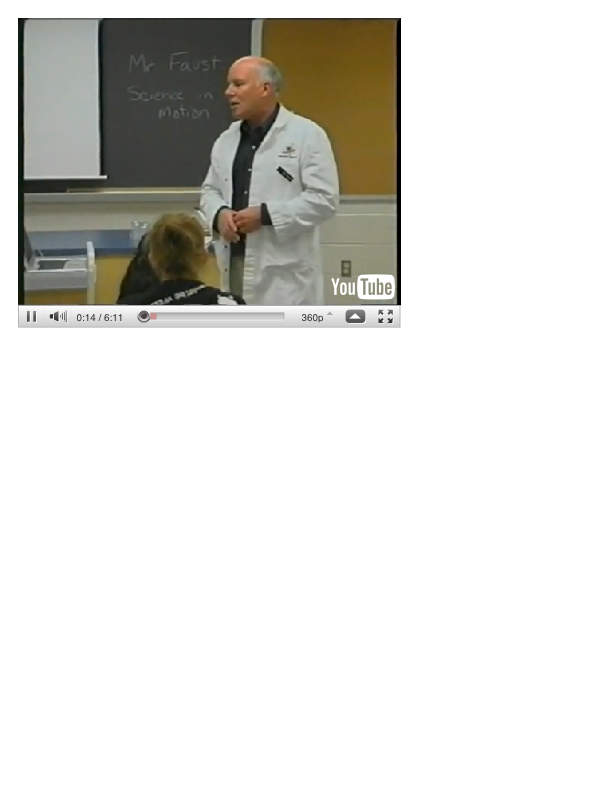 Mr Faust
Science in
motion
YouTube
0:14 / 6:11
360p